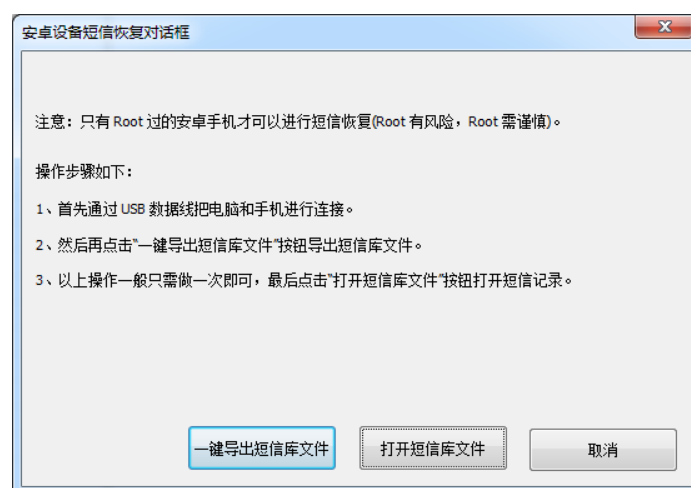 安卓设备短信恢复对话框
注意：只有 Root 过的安卓手机才可以进行短信恢复(Root 有风险，Root 需谨慎)。
操作步骤如下：
1、首先通过 USB 数据线把电脑和手机进行连接。
2、然后再点击“一键导出短信库文件”按钮导出短信库文件。
3、以上操作一般只需做一次即可，最后点击“打开短信库文件”按钮打开短信记录。
一键导出短信库文件 打开短信库文件 取消